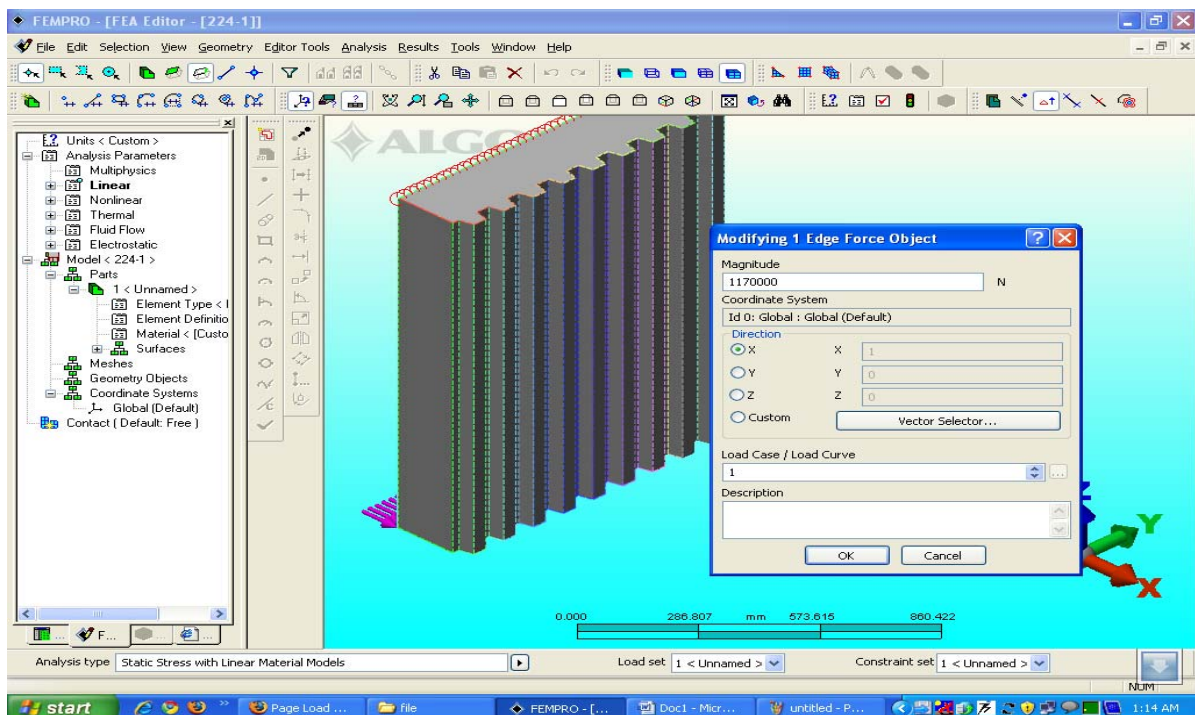 FEMPRO - [FEA Editor - [224-1]]
File Edit Selection View Geometry Editor Tools Analysis Results Tools Window Help
Units < Custom >
Analysis Parameters
Multiphysics
Linear
Nonlinear
Thermal
Fluid Flow
Electrostatic
Model < 224-1 >
Parts
1 < Unnamed >
Element Type < I
Element Definitio
Material < [Custo
Surfaces
Meshes
Geometry Objects
Coordinate Systems
Global (Default)
Contact ( Default: Free )
F...
ALGO
Modifying 1 Edge Force Object
Magnitude
1170000 N
Coordinate System
Id 0: Global : Global (Default)
Direction
X X 1
Y Y 0
Z Z 0
Custom Vector Selector...
Load Case / Load Curve
1 ...
Description
OK Cancel
Y
X
0.000 286.807 mm 573.615 860.422
Analysis type Static Stress with Linear Material Models Load set 1 < Unnamed > Constraint set 1 < Unnamed >
NUM
start Page Load ... file FEMPRO - [... Doc1 - Micr... untitled - P... 1:14 AM